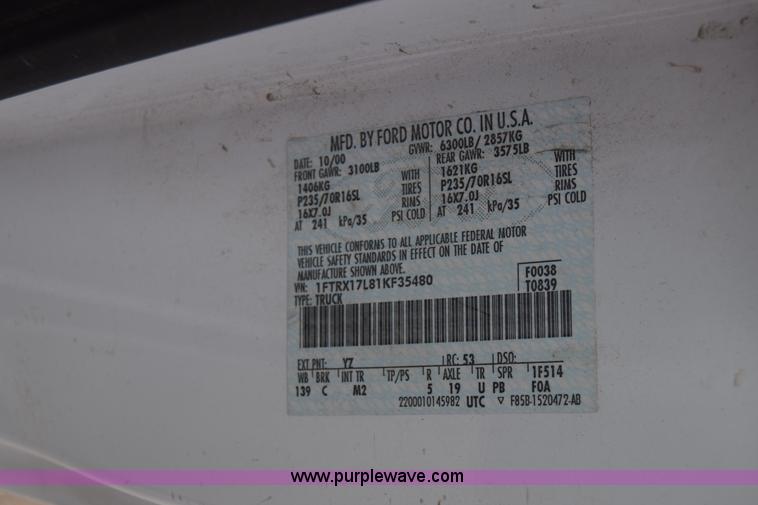 MFD. BY FORD MOTOR CO. IN U.S.A.
DATE: 10/00 GVWR: 6300LB/ 2857KG
FRONT GAWR: 3100LB REAR GAWR: 3575LB
1406KG WITH 1621KG WITH
P235/70R16SL TIRES P235/70R16SL TIRES
16X7.0J RIMS 16X7.0J RIMS
AT 241 kPa/35 PSI COLD AT 241 kPa/35 PSI COLD
THIS VEHICLE CONFORMS TO ALL APPLICABLE FEDERAL MOTOR
VEHICLE SAFETY STANDARDS IN EFFECT ON THE DATE OF
MANUFACTURE SHOWN ABOVE.
VIN: 1FTRX17L81KF35480 F0038
TYPE: TRUCK T0839
EXT PNT: YZ RC: 53 DSO:
WB BRK INT TR TP/PS R AXLE TR SPR 1F514
139 C M2 5 19 U PB F0A
2200010145982 UTC ▽ F85B-1520472-AB
www.purplewave.com